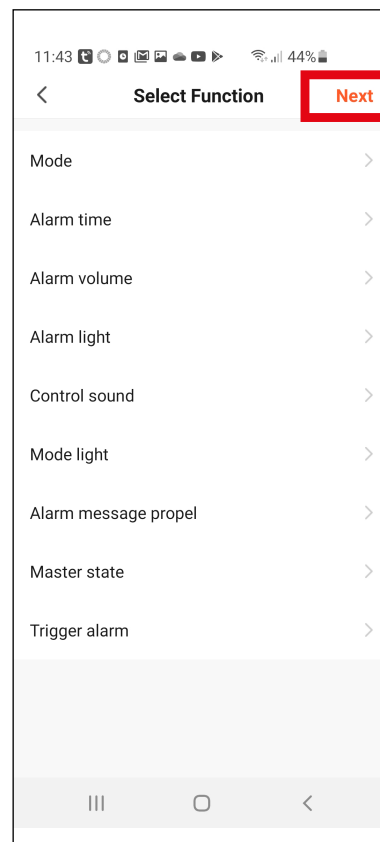 11:43 44%
Select Function Next
Mode
Alarm time
Alarm volume
Alarm light
Control sound
Mode light
Alarm message propel
Master state
Trigger alarm